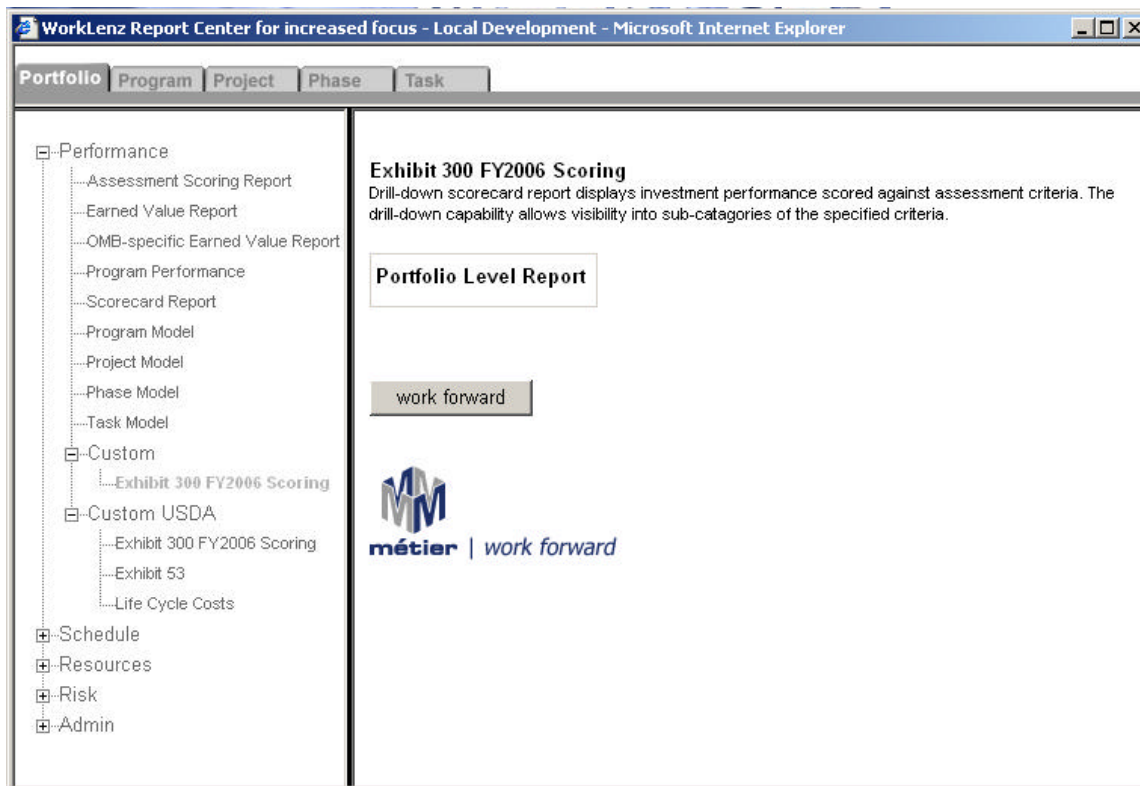 WorkLenz Report Center for increased focus - Local Development - Microsoft Internet Explorer
Portfolio Program Project Phase Task
Performance
Assessment Scoring Report
Earned Value Report
OMB-specific Earned Value Report
Program Performance
Scorecard Report
Program Model
Project Model
Phase Model
Task Model
Custom
Exhibit 300 FY2006 Scoring
Custom USDA
Exhibit 300 FY2006 Scoring
Exhibit 53
Life Cycle Costs
Schedule
Resources
Risk
Admin
Exhibit 300 FY2006 Scoring
Drill-down scorecard report displays investment performance scored against assessment criteria. The
drill-down capability allows visibility into sub-catagories of the specified criteria.
Portfolio Level Report
work forward
métier | work forward